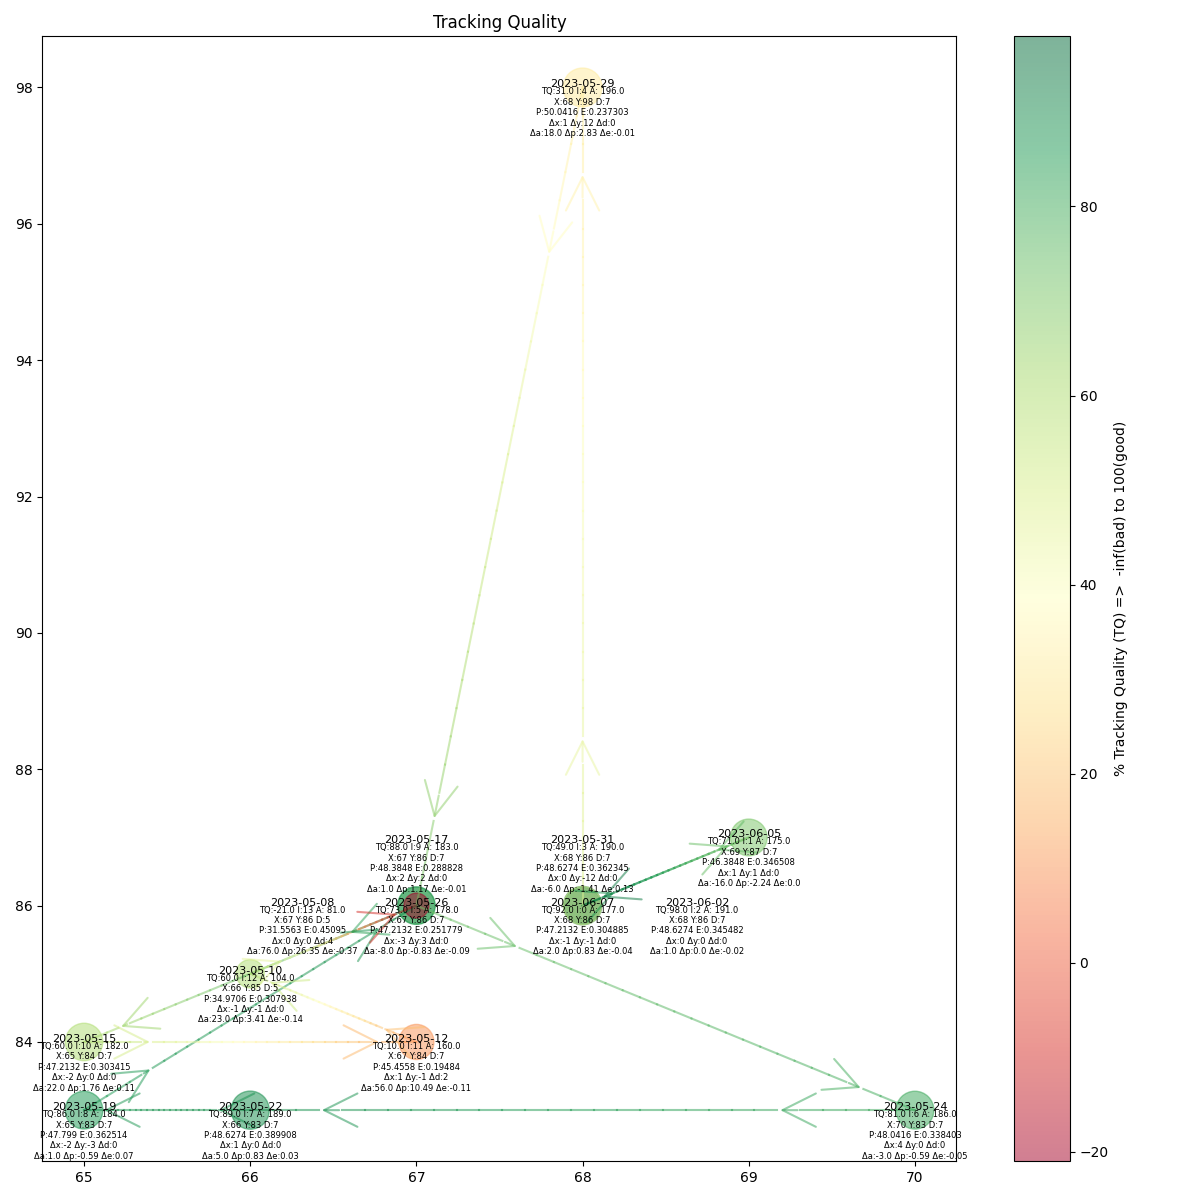 Tracking Quality
98
96
94
92
90
88
86
84
65
66
67
68
69
70
2023-05-29
TQ:31.0 I:4 A: 196.0
X:68 Y:98 D:7
P:50.0416 E:0.237303
Δx:1 Δy:12 Δd:0
Δa:18.0 Δp:2.83 Δe:-0.01
2023-05-17
TQ:88.0 I:9 A: 183.0
X:67 Y:86 D:7
P:48.3848 E:0.288828
Δx:2 Δy:2 Δd:0
Δa:1.0 Δp:1.17 Δe:-0.01
2023-05-31
TQ:49.0 I:3 A: 190.0
X:68 Y:86 D:7
P:48.6274 E:0.362345
Δx:0 Δy:-12 Δd:0
Δa:-6.0 Δp:-1.41 Δe:0.13
2023-06-05
TQ:71.0 I:1 A: 175.0
X:69 Y:87 D:7
P:46.3848 E:0.346508
Δx:1 Δy:1 Δd:0
Δa:-16.0 Δp:-2.24 Δe:0.0
2023-05-08
TQ:-21.0 I:13 A: 81.0
X:67 Y:86 D:5
P:31.5563 E:0.45095
Δx:0 Δy:0 Δd:4
Δa:76.0 Δp:26.35 Δe:-0.37
2023-05-26
TQ:73.0 I:5 A: 178.0
X:67 Y:86 D:7
P:47.2132 E:0.251779
Δx:-3 Δy:3 Δd:0
Δa:-8.0 Δp:-0.83 Δe:-0.09
2023-06-07
TQ:92.0 I:0 A: 177.0
X:68 Y:86 D:7
P:47.2132 E:0.304885
Δx:-1 Δy:-1 Δd:0
Δa:2.0 Δp:0.83 Δe:-0.04
2023-06-02
TQ:98.0 I:2 A: 191.0
X:68 Y:86 D:7
P:48.6274 E:0.345482
Δx:0 Δy:0 Δd:0
Δa:1.0 Δp:0.0 Δe:-0.02
2023-05-10
TQ:60.0 I:12 A: 104.0
X:66 Y:85 D:5
P:34.9706 E:0.307938
Δx:-1 Δy:-1 Δd:0
Δa:23.0 Δp:3.41 Δe:-0.14
2023-05-15
TQ:60.0 I:10 A: 182.0
X:65 Y:84 D:7
P:47.2132 E:0.303415
Δx:-2 Δy:0 Δd:0
Δa:22.0 Δp:1.76 Δe:0.11
2023-05-12
TQ:10.0 I:11 A: 160.0
X:67 Y:84 D:7
P:45.4558 E:0.19484
Δx:1 Δy:-1 Δd:2
Δa:56.0 Δp:10.49 Δe:-0.11
2023-05-19
TQ:86.0 I:8 A: 184.0
X:65 Y:83 D:7
P:47.799 E:0.362514
Δx:-2 Δy:-3 Δd:0
Δa:1.0 Δp:-0.59 Δe:0.07
2023-05-22
TQ:89.0 I:7 A: 189.0
X:66 Y:83 D:7
P:48.6274 E:0.389908
Δx:1 Δy:0 Δd:0
Δa:5.0 Δp:0.83 Δe:0.03
2023-05-24
TQ:81.0 I:6 A: 186.0
X:70 Y:83 D:7
P:48.0416 E:0.338403
Δx:4 Δy:0 Δd:0
Δa:-3.0 Δp:-0.59 Δe:-0.05
80
60
40
20
0
−20
% Tracking Quality (TQ) => -inf(bad) to 100(good)